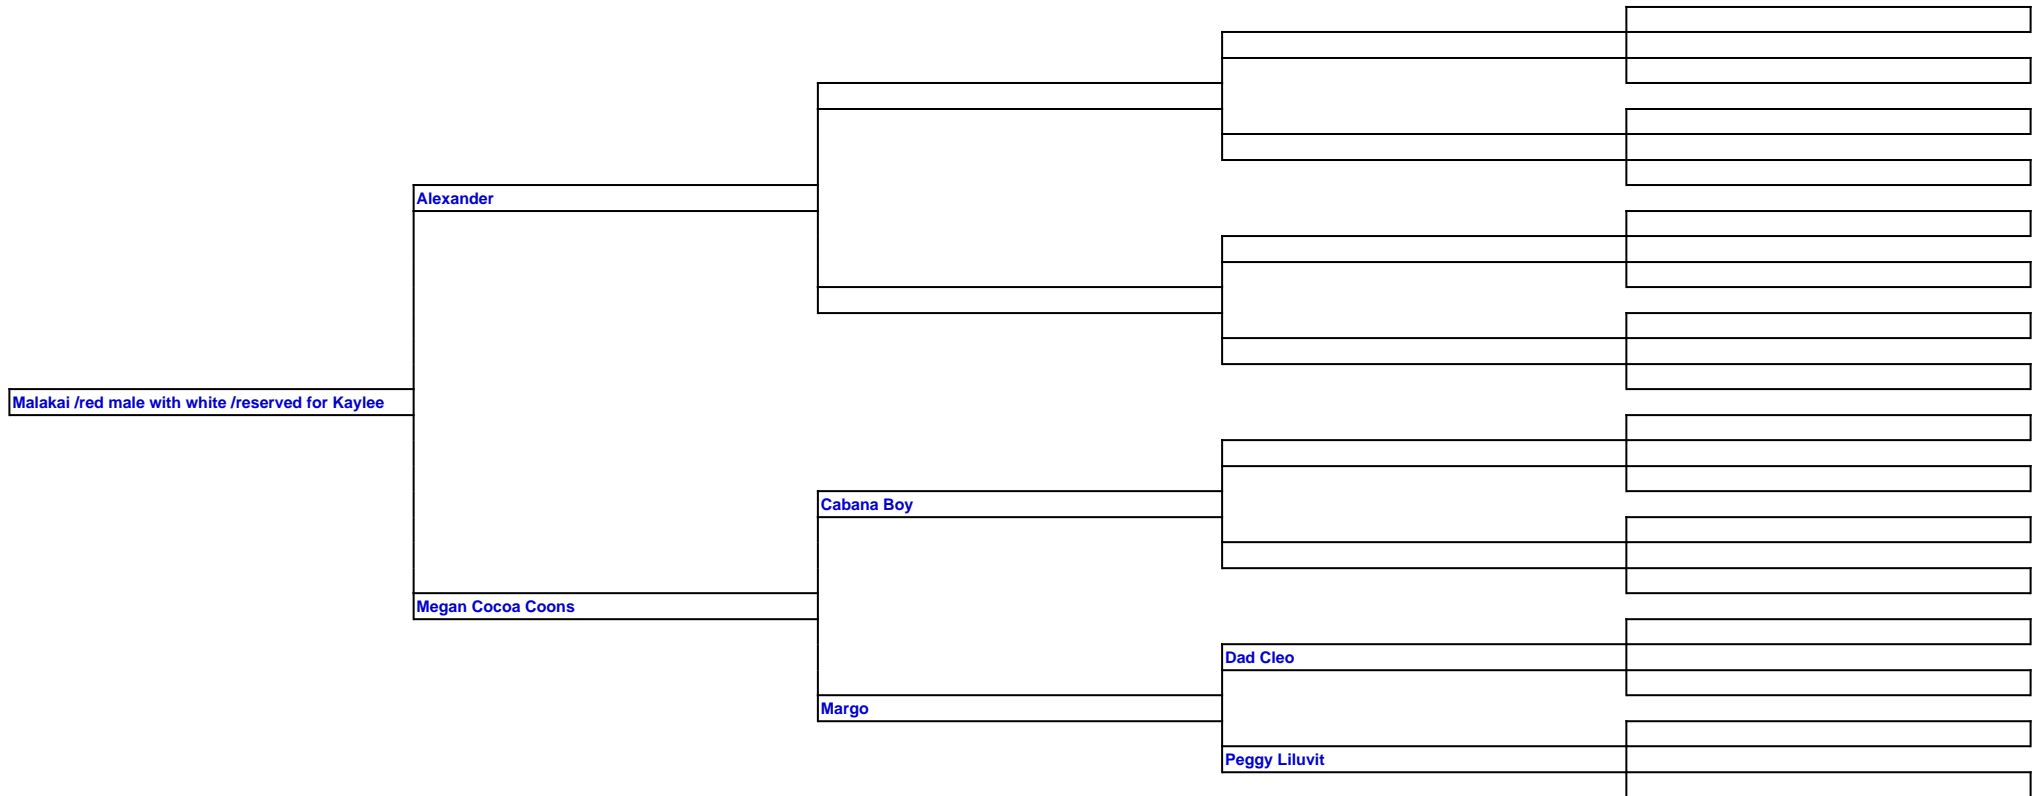 Alexander
Malakai /red male with white /reserved for Kaylee
Cabana Boy
Megan Cocoa Coons
Dad Cleo
Margo
Peggy Liluvit